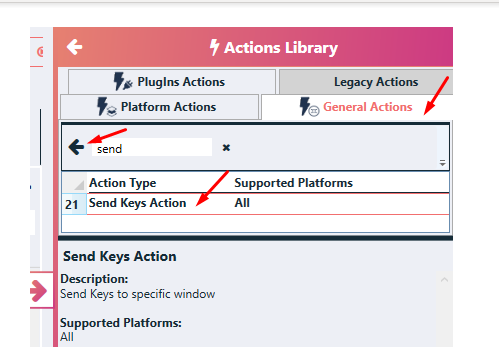 Actions Library
PlugIns Actions Legacy Actions
Platform Actions General Actions
send
Action Type Supported Platforms
21 Send Keys Action All
Send Keys Action
Description:
Send Keys to specific window
Supported Platforms:
All